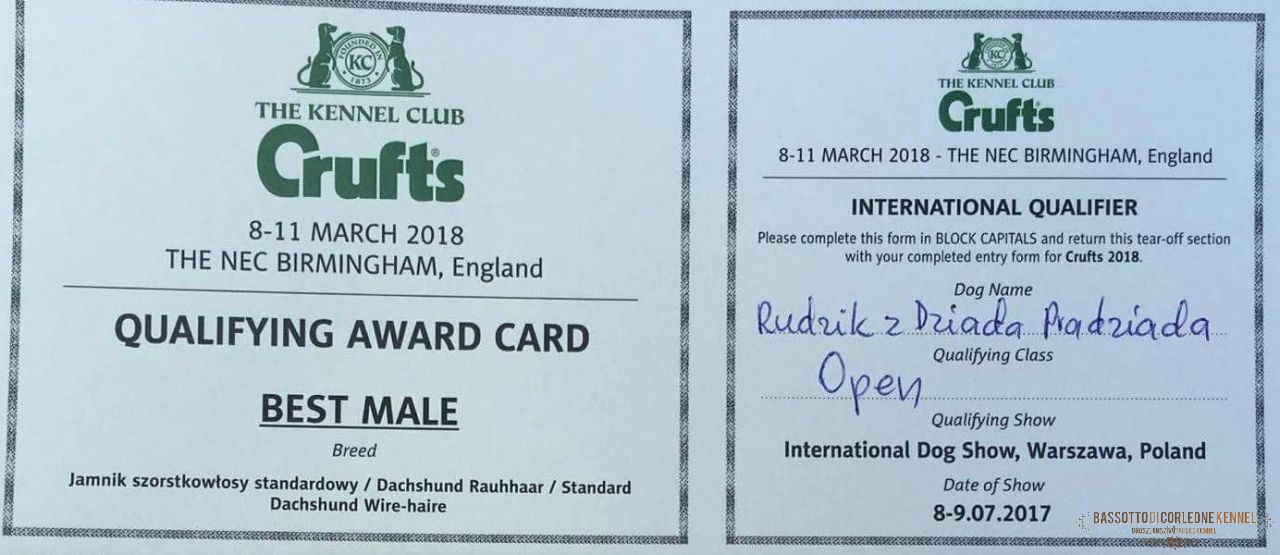 FOUNDED IN
KC
1873
THE KENNEL CLUB
Crufts®
8-11 MARCH 2018
THE NEC BIRMINGHAM, England
QUALIFYING AWARD CARD
BEST MALE
Breed
Jamnik szorstkowłosy standardowy / Dachshund Rauhhaar / Standard
Dachshund Wire-haire
KC
THE KENNEL CLUB
Crufts
8-11 MARCH 2018 - THE NEC BIRMINGHAM, England
INTERNATIONAL QUALIFIER
Please complete this form in BLOCK CAPITALS and return this tear-off section
with your completed entry form for Crufts 2018.
Dog Name
Rudzik z Dziada Pradziada
Qualifying Class
Open
Qualifying Show
International Dog Show, Warszawa, Poland
Date of Show
8-9.07.2017
BASSOTTODICORLEONEKENNEL